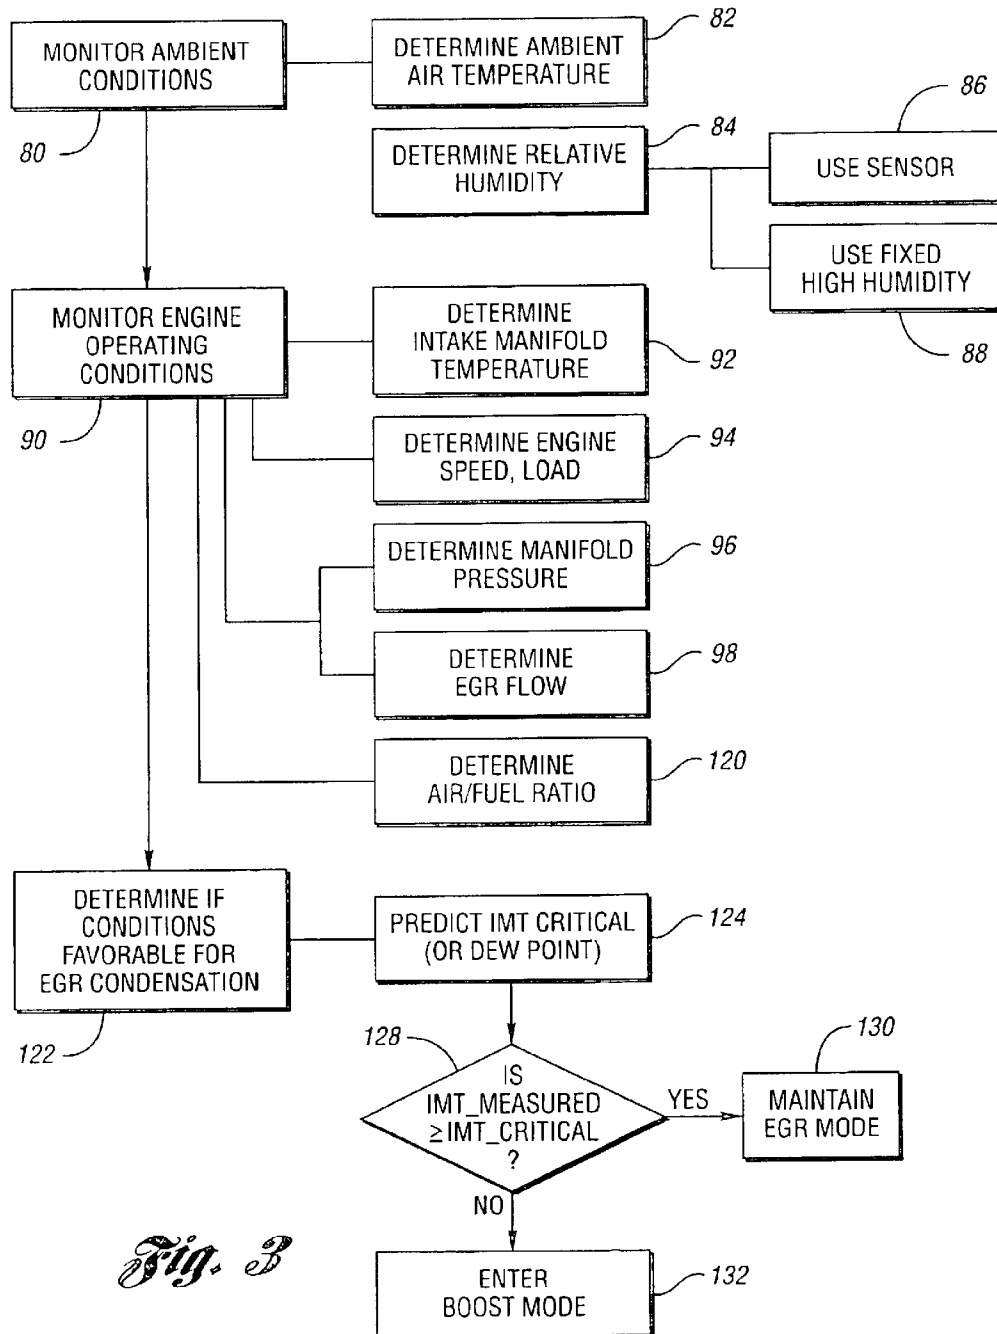 MONITOR AMBIENT
CONDITIONS
80
DETERMINE AMBIENT
AIR TEMPERATURE
82
DETERMINE RELATIVE
HUMIDITY
84
USE SENSOR
86
USE FIXED
HIGH HUMIDITY
88
MONITOR ENGINE
OPERATING
CONDITIONS
90
DETERMINE
INTAKE MANIFOLD
TEMPERATURE
92
DETERMINE ENGINE
SPEED, LOAD
94
DETERMINE MANIFOLD
PRESSURE
96
DETERMINE
EGR FLOW
98
DETERMINE
AIR/FUEL RATIO
120
DETERMINE IF
CONDITIONS
FAVORABLE FOR
EGR CONDENSATION
122
PREDICT IMT CRITICAL
(OR DEW POINT)
124
128
IS
IMT_MEASURED
≥IMT_CRITICAL
?
YES
130
MAINTAIN
EGR MODE
NO
ENTER
BOOST MODE
132
Fig. 3